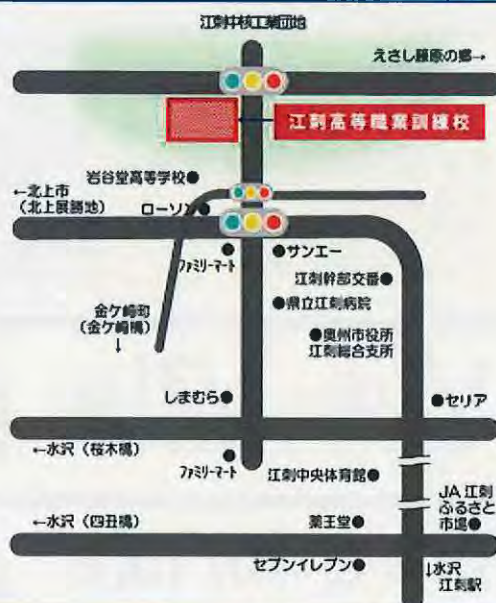 江刺中核工業団地
えさし藤原の郷→
江刺高等職業訓練校
岩谷堂高等学校●
←北上市
(北上展勝地)
ローソン●
ファミリーマート
●サンエー
江刺幹部交番●
●県立江刺病院
金ケ崎町
(金ケ崎橋)
↓
●奥州市役所
江刺総合支所
しまむら●
●セリア
←水沢(桜木橋)
ファミリーマート
江刺中央体育館●
JA江刺
ふるさと
市場●
←水沢(四丑橋)
薬王堂●
セブンイレブン●
↓水沢
江刺駅